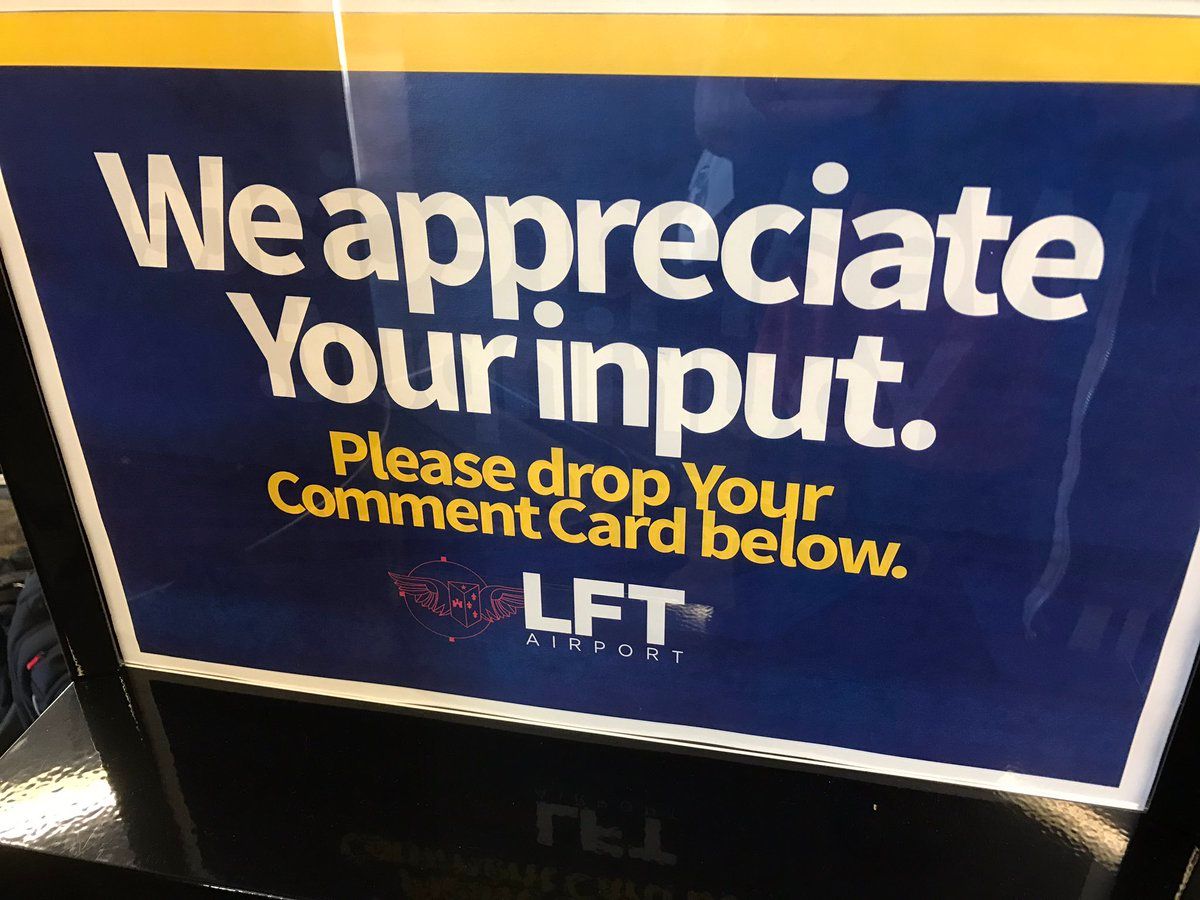 We appreciate
Your input.
Please drop Your
Comment Card below.
LFT
AIRPORT